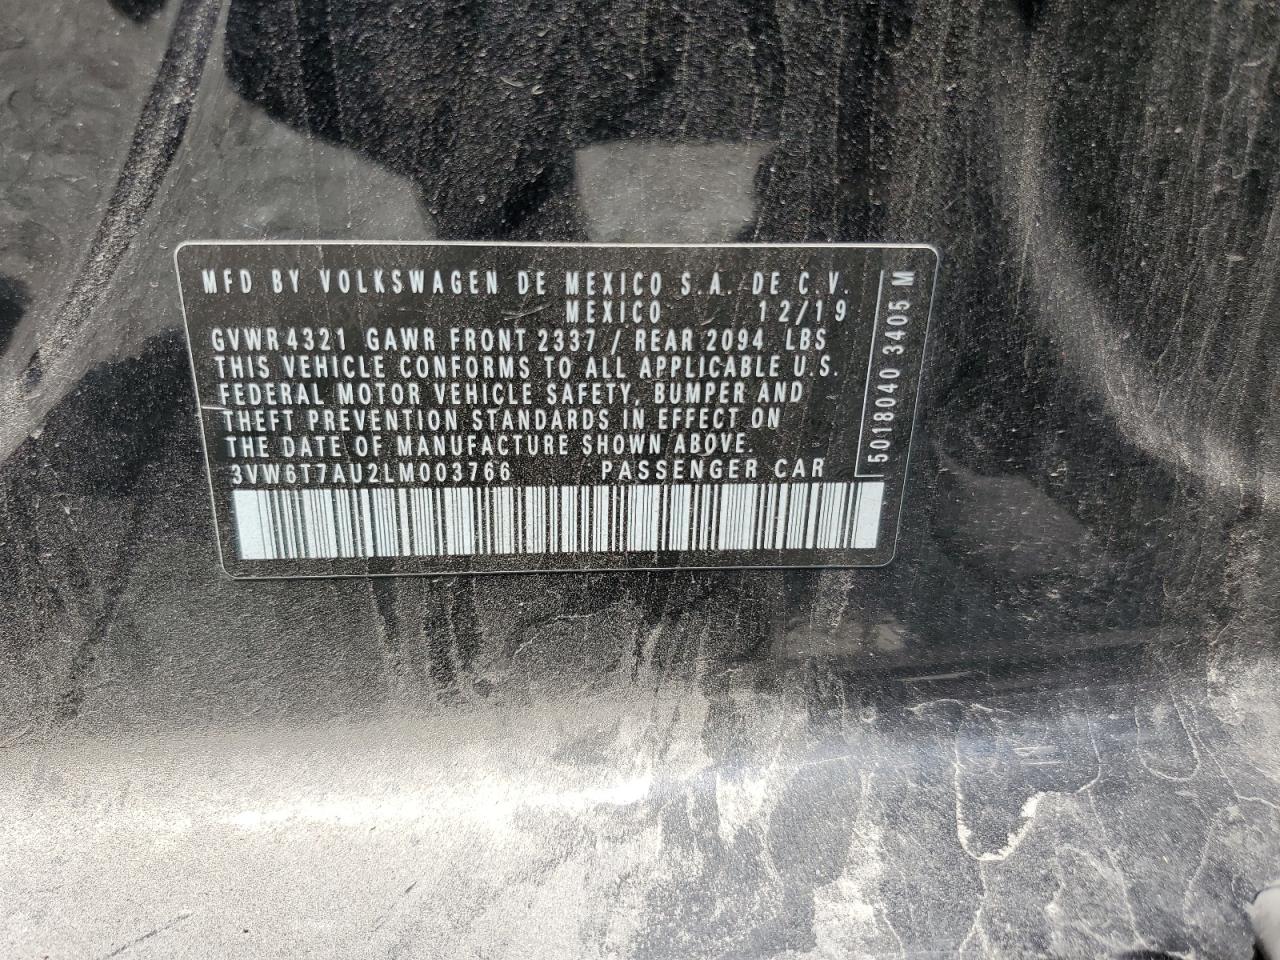 MFD BY VOLKSWAGEN DE MEXICO S.A. DE C.V.
MEXICO 12/19
GVWR 4321 GAWR FRONT 2337 / REAR 2094 LBS
THIS VEHICLE CONFORMS TO ALL APPLICABLE U.S.
FEDERAL MOTOR VEHICLE SAFETY, BUMPER AND
THEFT PREVENTION STANDARDS IN EFFECT ON
THE DATE OF MANUFACTURE SHOWN ABOVE.
3VW6T7AU2LM003766 PASSENGER CAR
5018040 3405 M